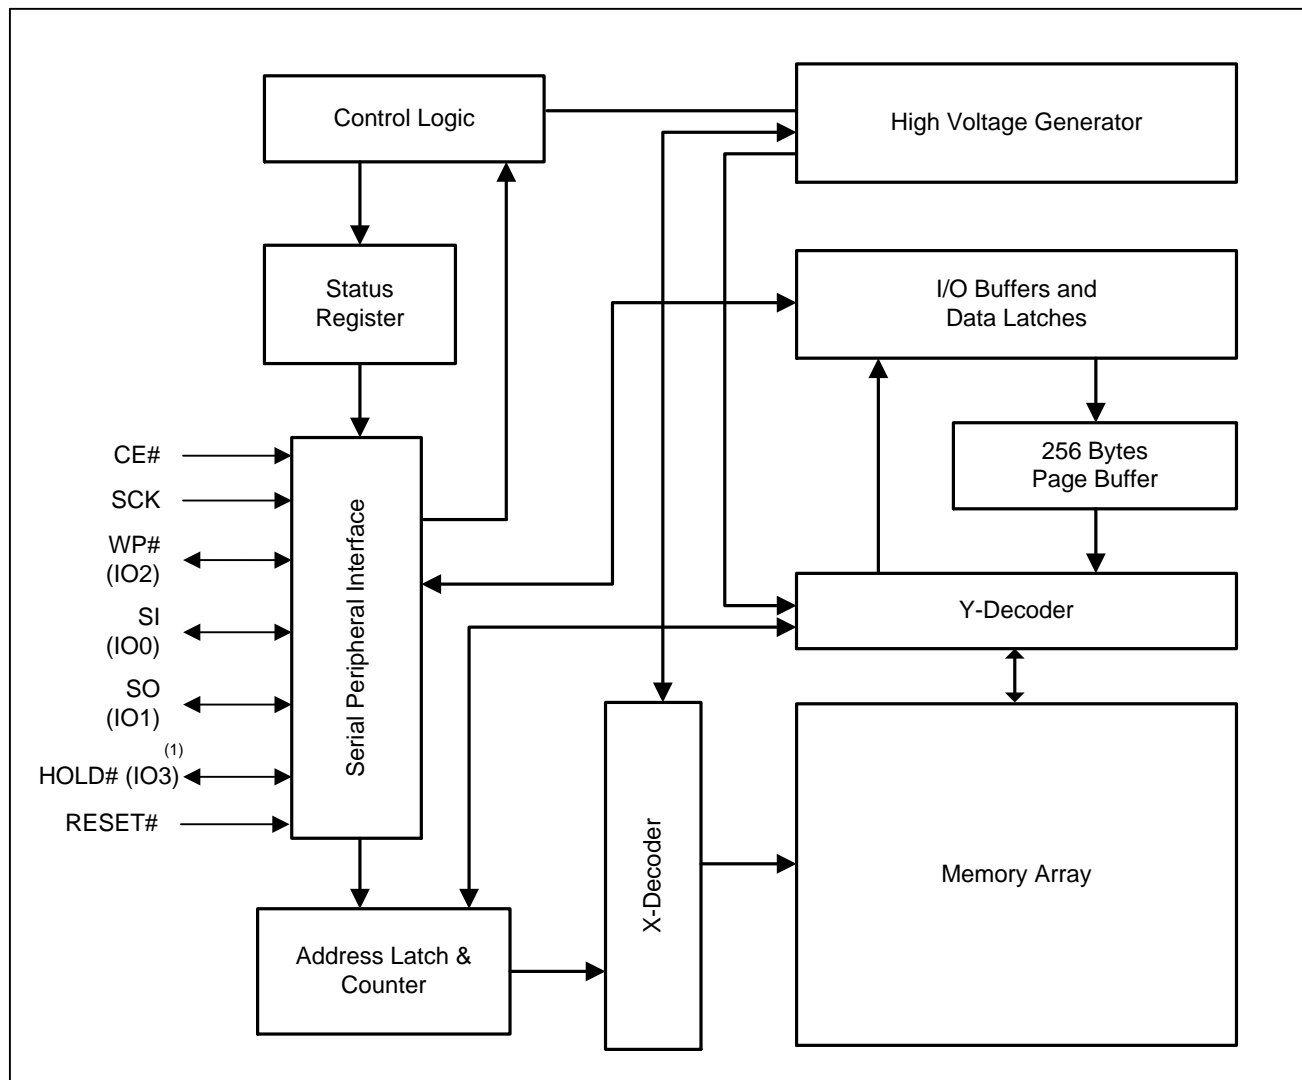 Control Logic
High Voltage Generator
Status
Register
I/O Buffers and
Data Latches
256 Bytes
Page Buffer
CE#
SCK
WP#
(IO2)
SI
(IO0)
SO
(IO1)
HOLD# (IO3)(1)
RESET#
Serial Peripheral Interface
Y-Decoder
X-Decoder
Memory Array
Address Latch &
Counter